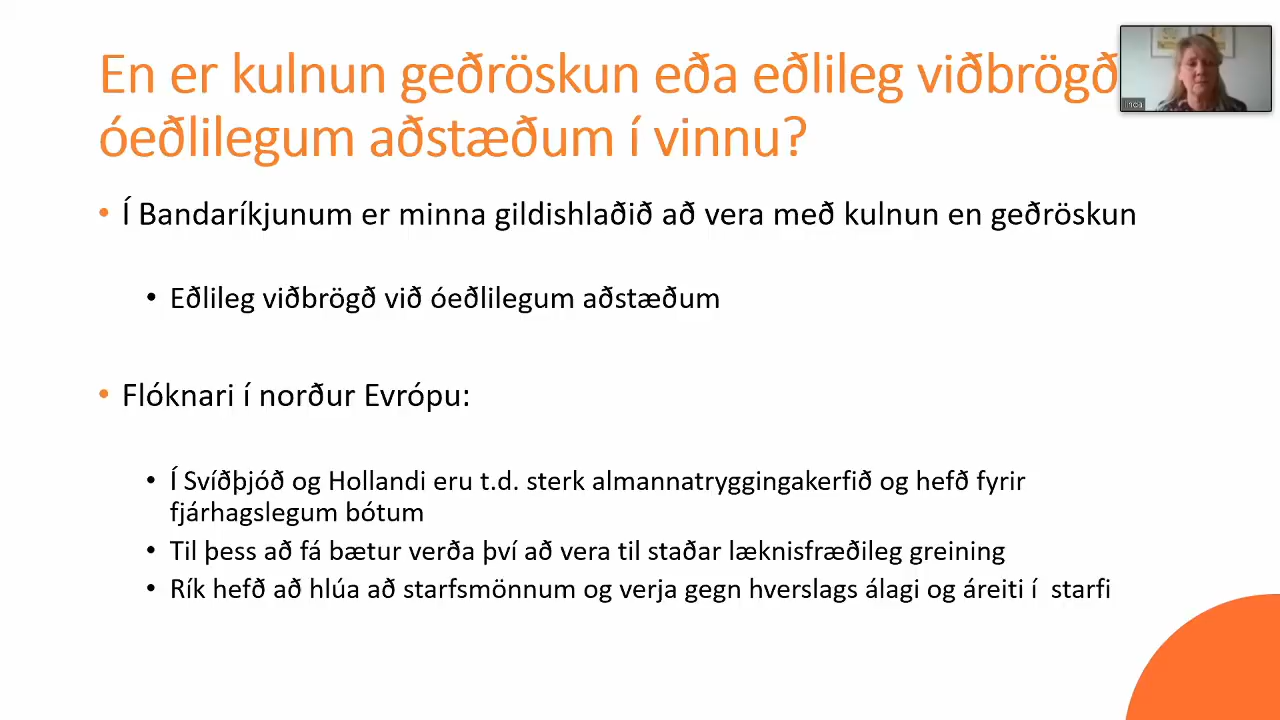 En er kulnun geðröskun eða eðlileg viðbrögð
óeðlilegum aðstæðum í vinnu?
• Í Bandaríkjunum er minna gildishlaðið að vera með kulnun en geðröskun
• Eðlileg viðbrögð við óeðlilegum aðstæðum
• Flóknari í norður Evrópu:
• Í Svíðþjóð og Hollandi eru t.d. sterk almannatryggingakerfið og hefð fyrir
fjárhagslegum bótum
• Til þess að fá bætur verða því að vera til staðar læknisfræðileg greining
• Rík hefð að hlúa að starfsmönnum og verja gegn hverslags álagi og áreiti í starfi